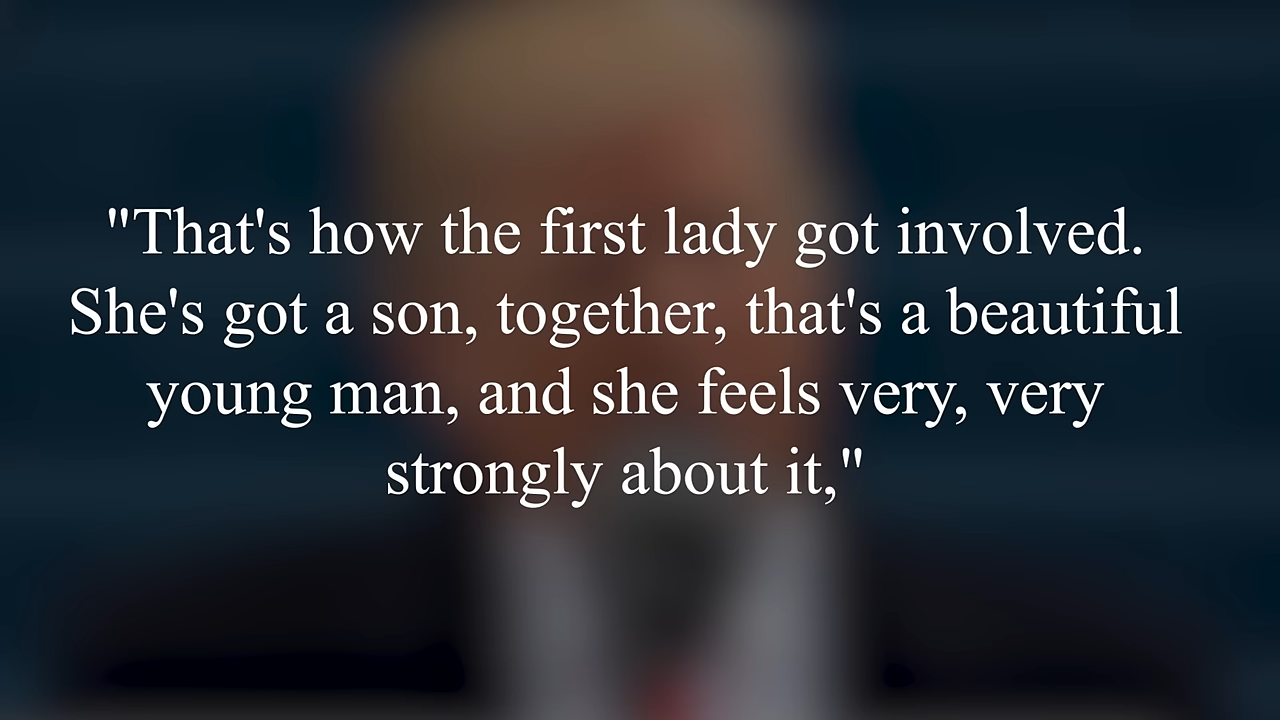 "That's how the first lady got involved.
She's got a son, together, that's a beautiful
young man, and she feels very, very
strongly about it,"